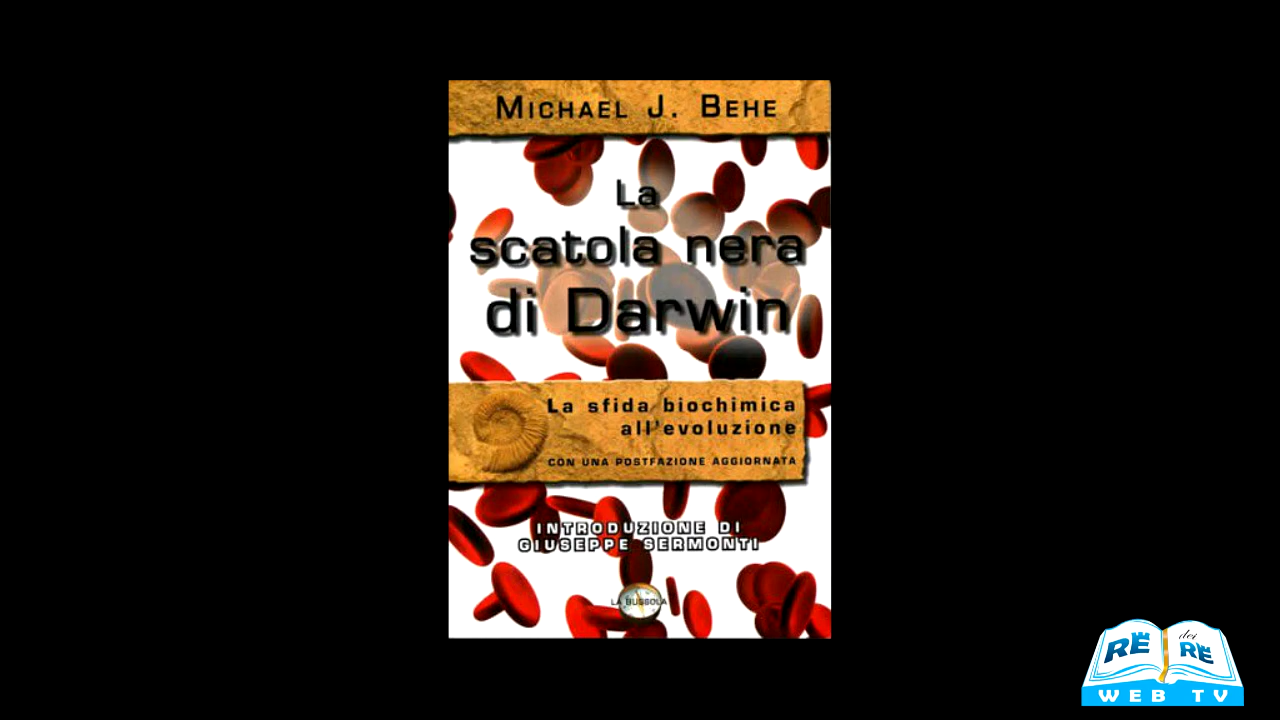 MICHAEL J. BEHE
La
scatola nera
di Darwin
La sfida biochimica
all'evoluzione
CON UNA POSTFAZIONE AGGIORNATA
INTRODUZIONE DI
GIUSEPPE SERMONTI
LA BUSSOLA
RE dei RE
WEB TV